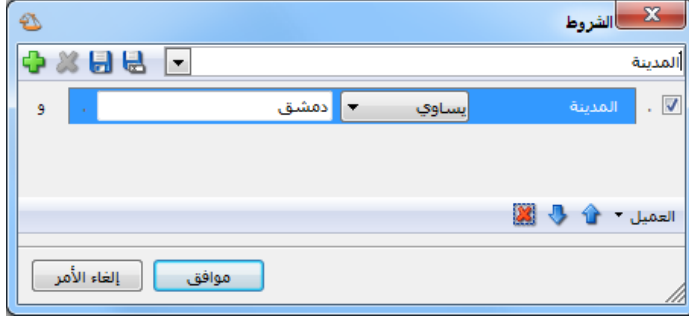 الشروط
المدينة
. المدينة يساوي دمشق . و
العميل
موافق إلغاء الأمر